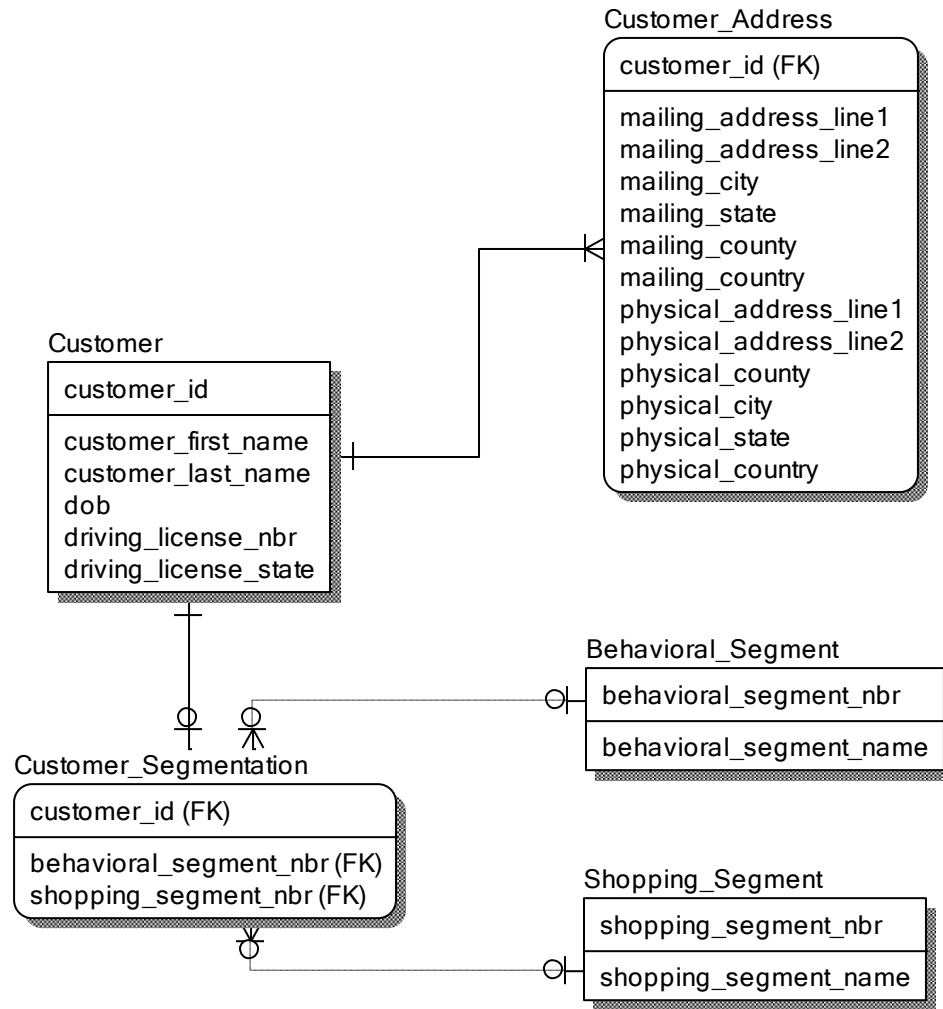 Customer_Address
customer_id (FK)
mailing_address_line1
mailing_address_line2
mailing_city
mailing_state
mailing_county
mailing_country
physical_address_line1
physical_address_line2
physical_county
physical_city
physical_state
physical_country
Customer
customer_id
customer_first_name
customer_last_name
dob
driving_license_nbr
driving_license_state
Behavioral_Segment
behavioral_segment_nbr
behavioral_segment_name
Customer_Segmentation
customer_id (FK)
behavioral_segment_nbr (FK)
shopping_segment_nbr (FK)
Shopping_Segment
shopping_segment_nbr
shopping_segment_name